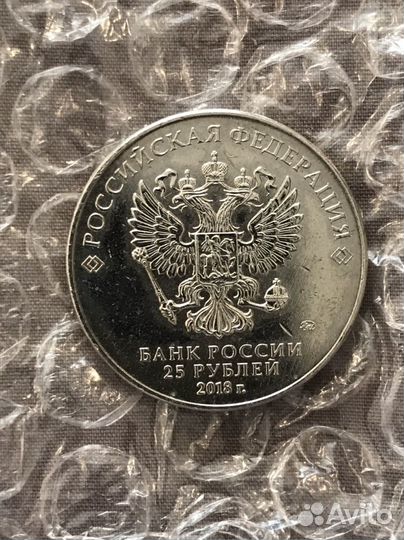 РОССИЙСКАЯ ФЕДЕРАЦИЯ
БАНК РОССИИ
25 РУБЛЕЙ
2018 г.
Avito